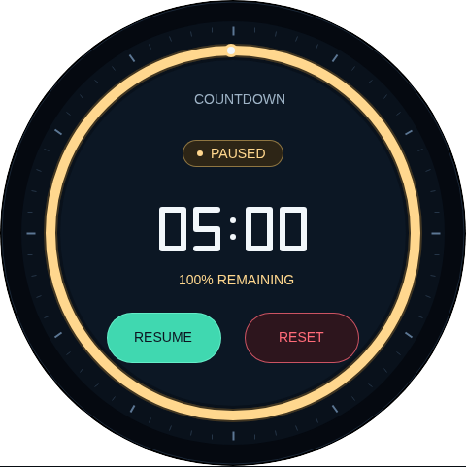 COUNTDOWN
PAUSED
05:00
100% REMAINING
RESUME
RESET